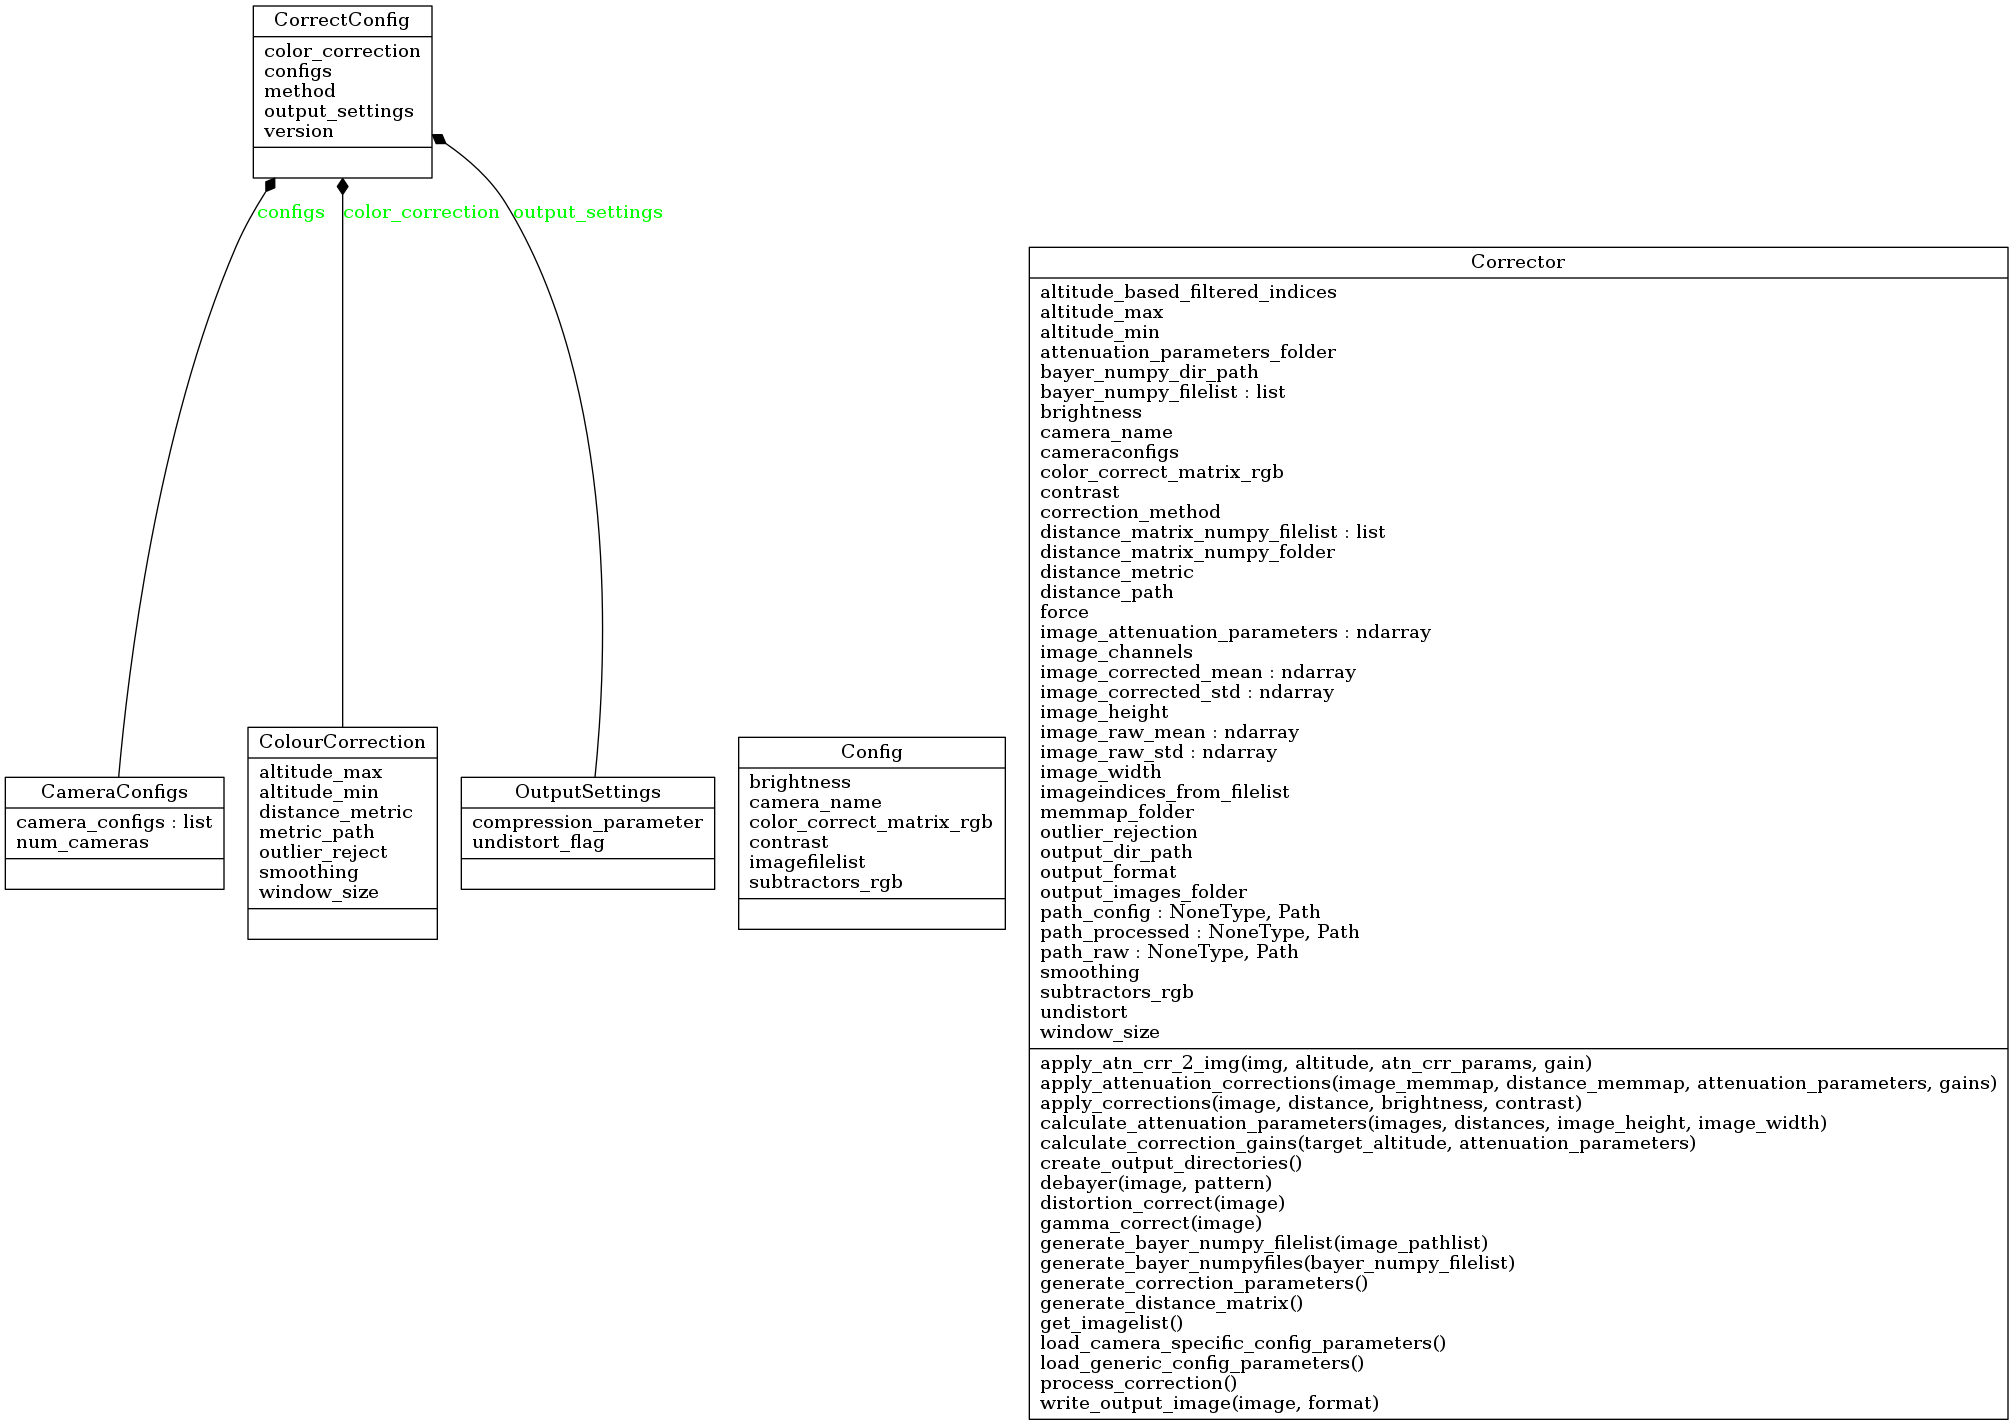 CorrectConfig
color_correction
configs
method
output_settings
version
configs
color_correction
output_settings
CameraConfigs
camera_configs : list
num_cameras
ColourCorrection
altitude_max
altitude_min
distance_metric
metric_path
outlier_reject
smoothing
window_size
OutputSettings
compression_parameter
undistort_flag
Config
brightness
camera_name
color_correct_matrix_rgb
contrast
imagefilelist
subtractors_rgb
Corrector
altitude_based_filtered_indices
altitude_max
altitude_min
attenuation_parameters_folder
bayer_numpy_dir_path
bayer_numpy_filelist : list
brightness
camera_name
cameraconfigs
color_correct_matrix_rgb
contrast
correction_method
distance_matrix_numpy_filelist : list
distance_matrix_numpy_folder
distance_metric
distance_path
force
image_attenuation_parameters : ndarray
image_channels
image_corrected_mean : ndarray
image_corrected_std : ndarray
image_height
image_raw_mean : ndarray
image_raw_std : ndarray
image_width
imageindices_from_filelist
memmap_folder
outlier_rejection
output_dir_path
output_format
output_images_folder
path_config : NoneType, Path
path_processed : NoneType, Path
path_raw : NoneType, Path
smoothing
subtractors_rgb
undistort
window_size
apply_atn_crr_2_img(img, altitude, atn_crr_params, gain)
apply_attenuation_corrections(image_memmap, distance_memmap, attenuation_parameters, gains)
apply_corrections(image, distance, brightness, contrast)
calculate_attenuation_parameters(images, distances, image_height, image_width)
calculate_correction_gains(target_altitude, attenuation_parameters)
create_output_directories()
debayer(image, pattern)
distortion_correct(image)
gamma_correct(image)
generate_bayer_numpy_filelist(image_pathlist)
generate_bayer_numpyfiles(bayer_numpy_filelist)
generate_correction_parameters()
generate_distance_matrix()
get_imagelist()
load_camera_specific_config_parameters()
load_generic_config_parameters()
process_correction()
write_output_image(image, format)